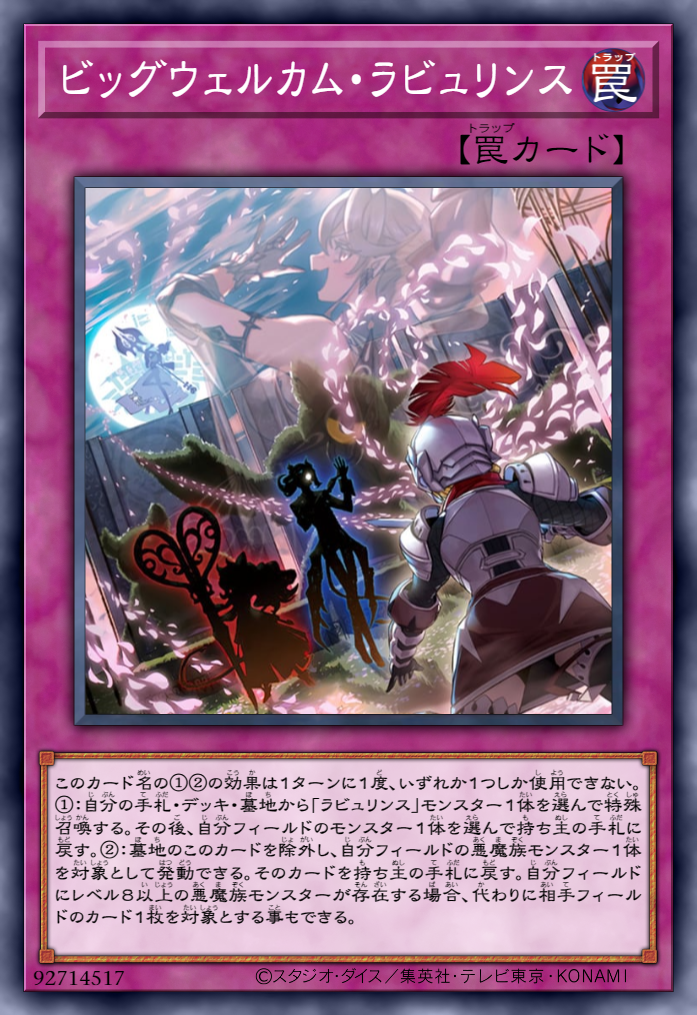 ビッグウェルカム・ラビュリンス 罠
トラップ
【罠カード】
トラップ
このカード名の①②の効果は1ターンに1度、いずれか1つしか使用できない。
①:自分の手札・デッキ・墓地から「ラビュリンス」モンスター1体を選んで特殊
召喚する。その後、自分フィールドのモンスター1体を選んで持ち主の手札に
戻す。②:墓地のこのカードを除外し、自分フィールドの悪魔族モンスター1体
を対象として発動できる。そのカードを持ち主の手札に戻す。自分フィールド
にレベル8以上の悪魔族モンスターが存在する場合、代わりに相手フィール
ドのカード1枚を対象とする事もできる。
92714517 ©スタジオ・ダイス/集英社・テレビ東京・KONAMI